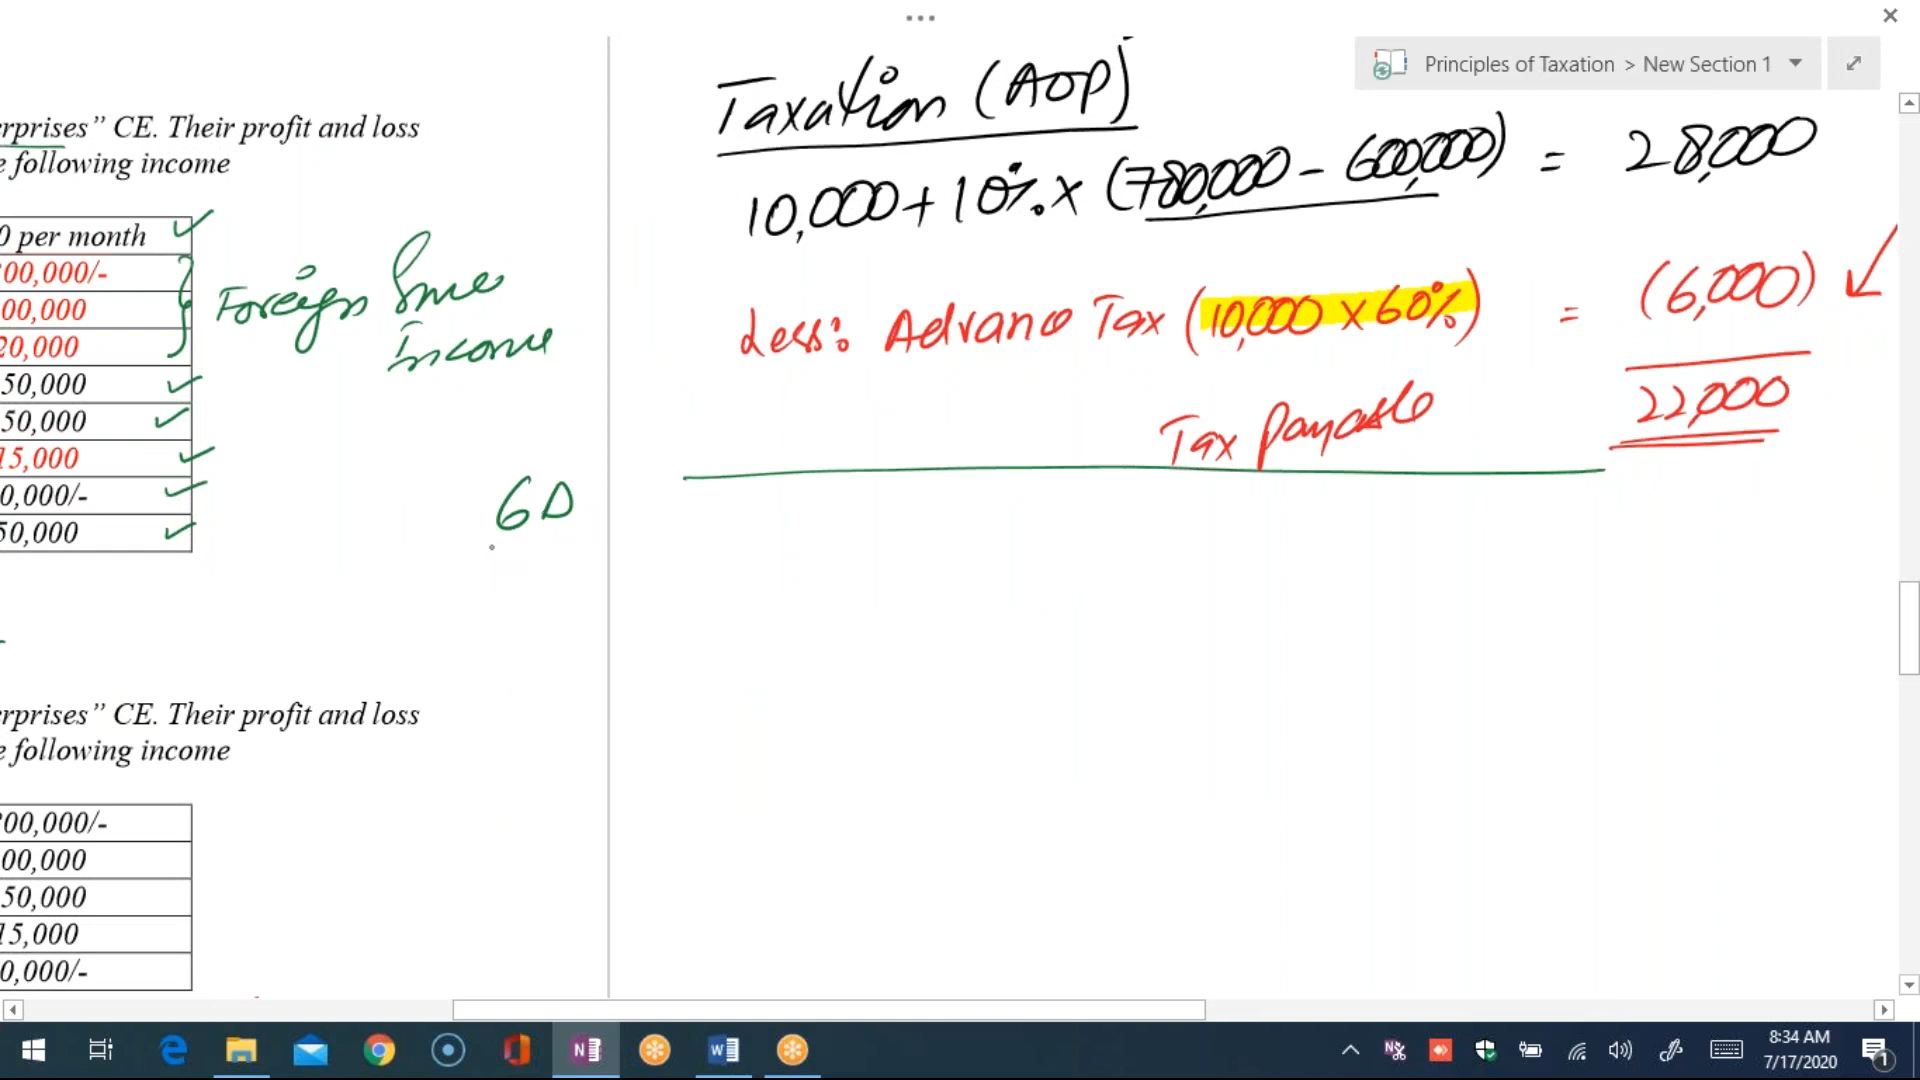 Principles of Taxation > New Section 1
erprises” CE. Their profit and loss
e following income
0 per month
00,000/-
00,000
20,000
50,000
50,000
15,000
0,000/-
50,000
Foreign Source
Income
6D
erprises” CE. Their profit and loss
e following income
00,000/-
00,000
50,000
15,000
0,000/-
Taxation (AOP)
10,000 + 10% x (780,000 - 600,000) = 28,000
Less: Advance Tax (10,000 x 60%) = (6,000)
Tax Payable 22,000
8:34 AM
7/17/2020
1